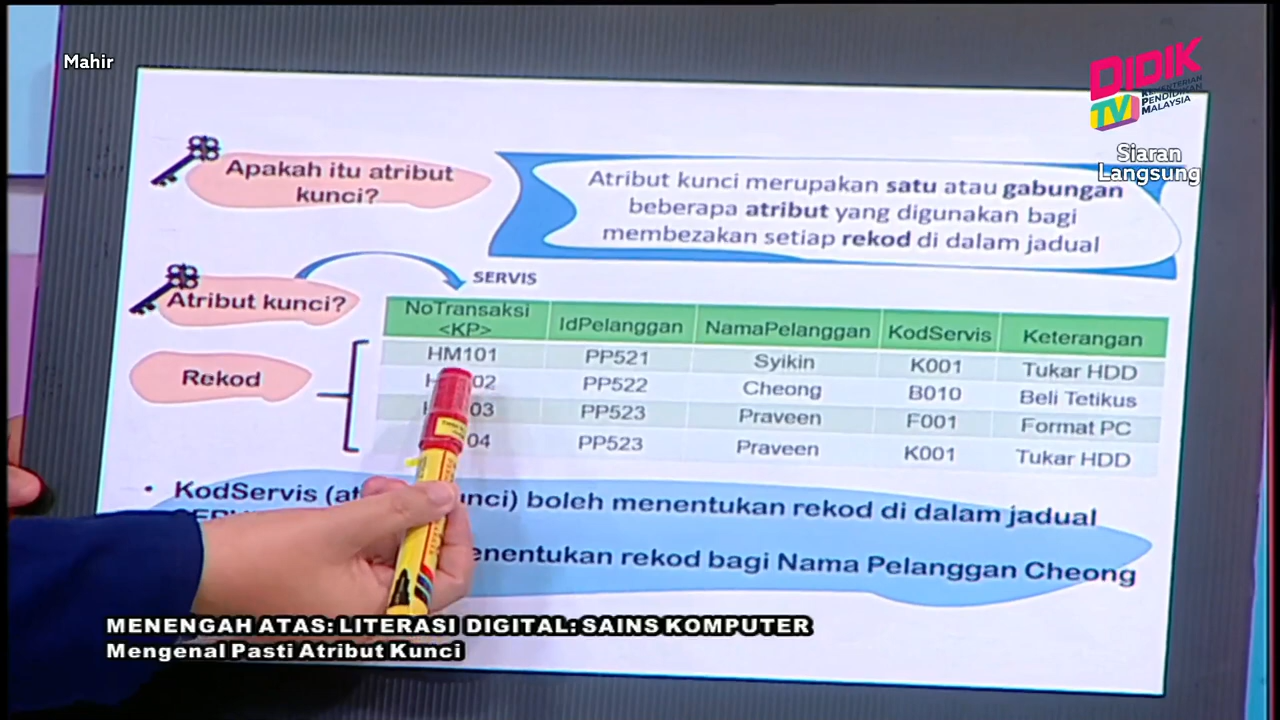 Mahir
DIDIK
TV
KEMENTERIAN
PENDIDIKAN
MALAYSIA
Siaran
Langsung
Apakah itu atribut
kunci?
Atribut kunci merupakan satu atau gabungan
beberapa atribut yang digunakan bagi
membezakan setiap rekod di dalam jadual
Atribut kunci?
SERVIS
NoTransaksi <KP> IdPelanggan NamaPelanggan KodServis Keterangan
HM101 PP521 Syikin K001 Tukar HDD
PP522 Cheong B010 Beli Tetikus
PP523 Praveen F001 Format PC
PP523 Praveen K001 Tukar HDD
Rekod
• KodServis boleh menentukan rekod di dalam jadual
rekod bagi Nama Pelanggan Cheong
MENENGAH ATAS: LITERASI DIGITAL: SAINS KOMPUTER
Mengenal Pasti Atribut Kunci